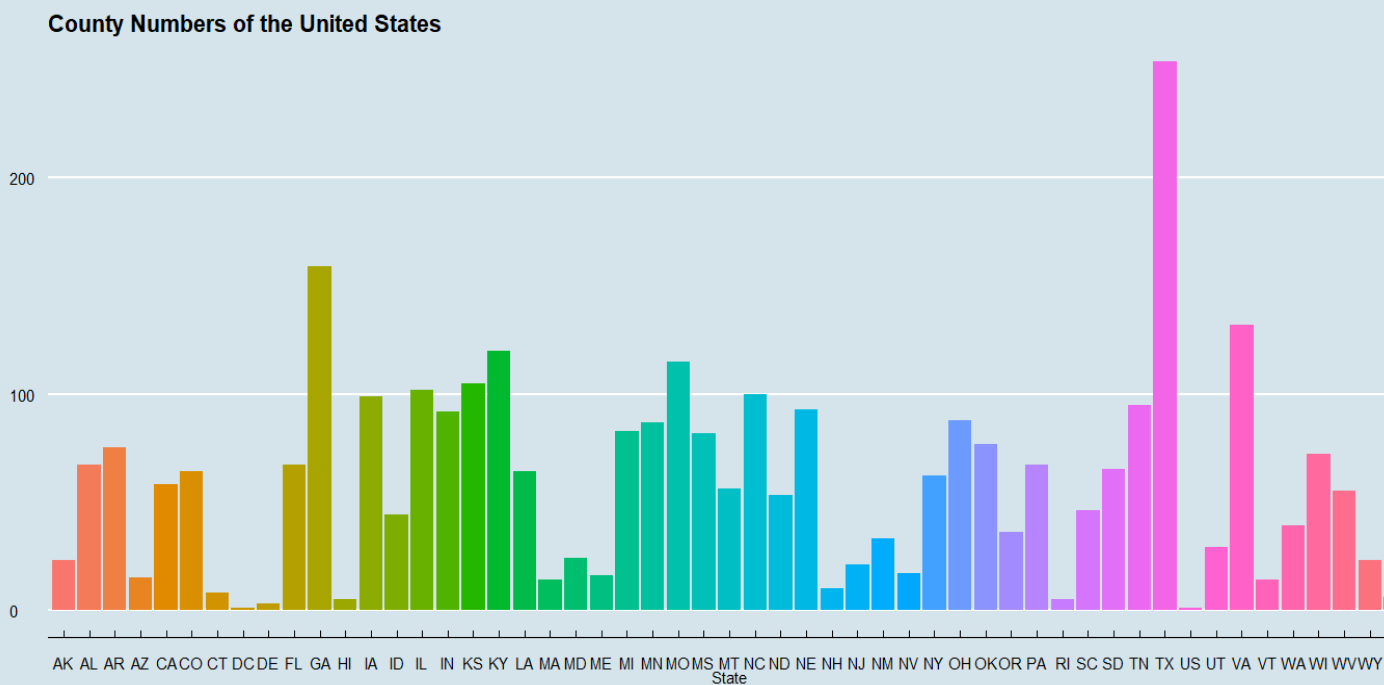 County Numbers of the United States
200
100
0
AK AL AR AZ CA CO CT DC DE FL GA HI IA ID IL IN KS KY LA MA MD ME MI MN MO MS MT NC ND NE NH NJ NM NV NY OH OK OR PA RI SC SD TN TX US UT VA VT WA WI WV WY
State